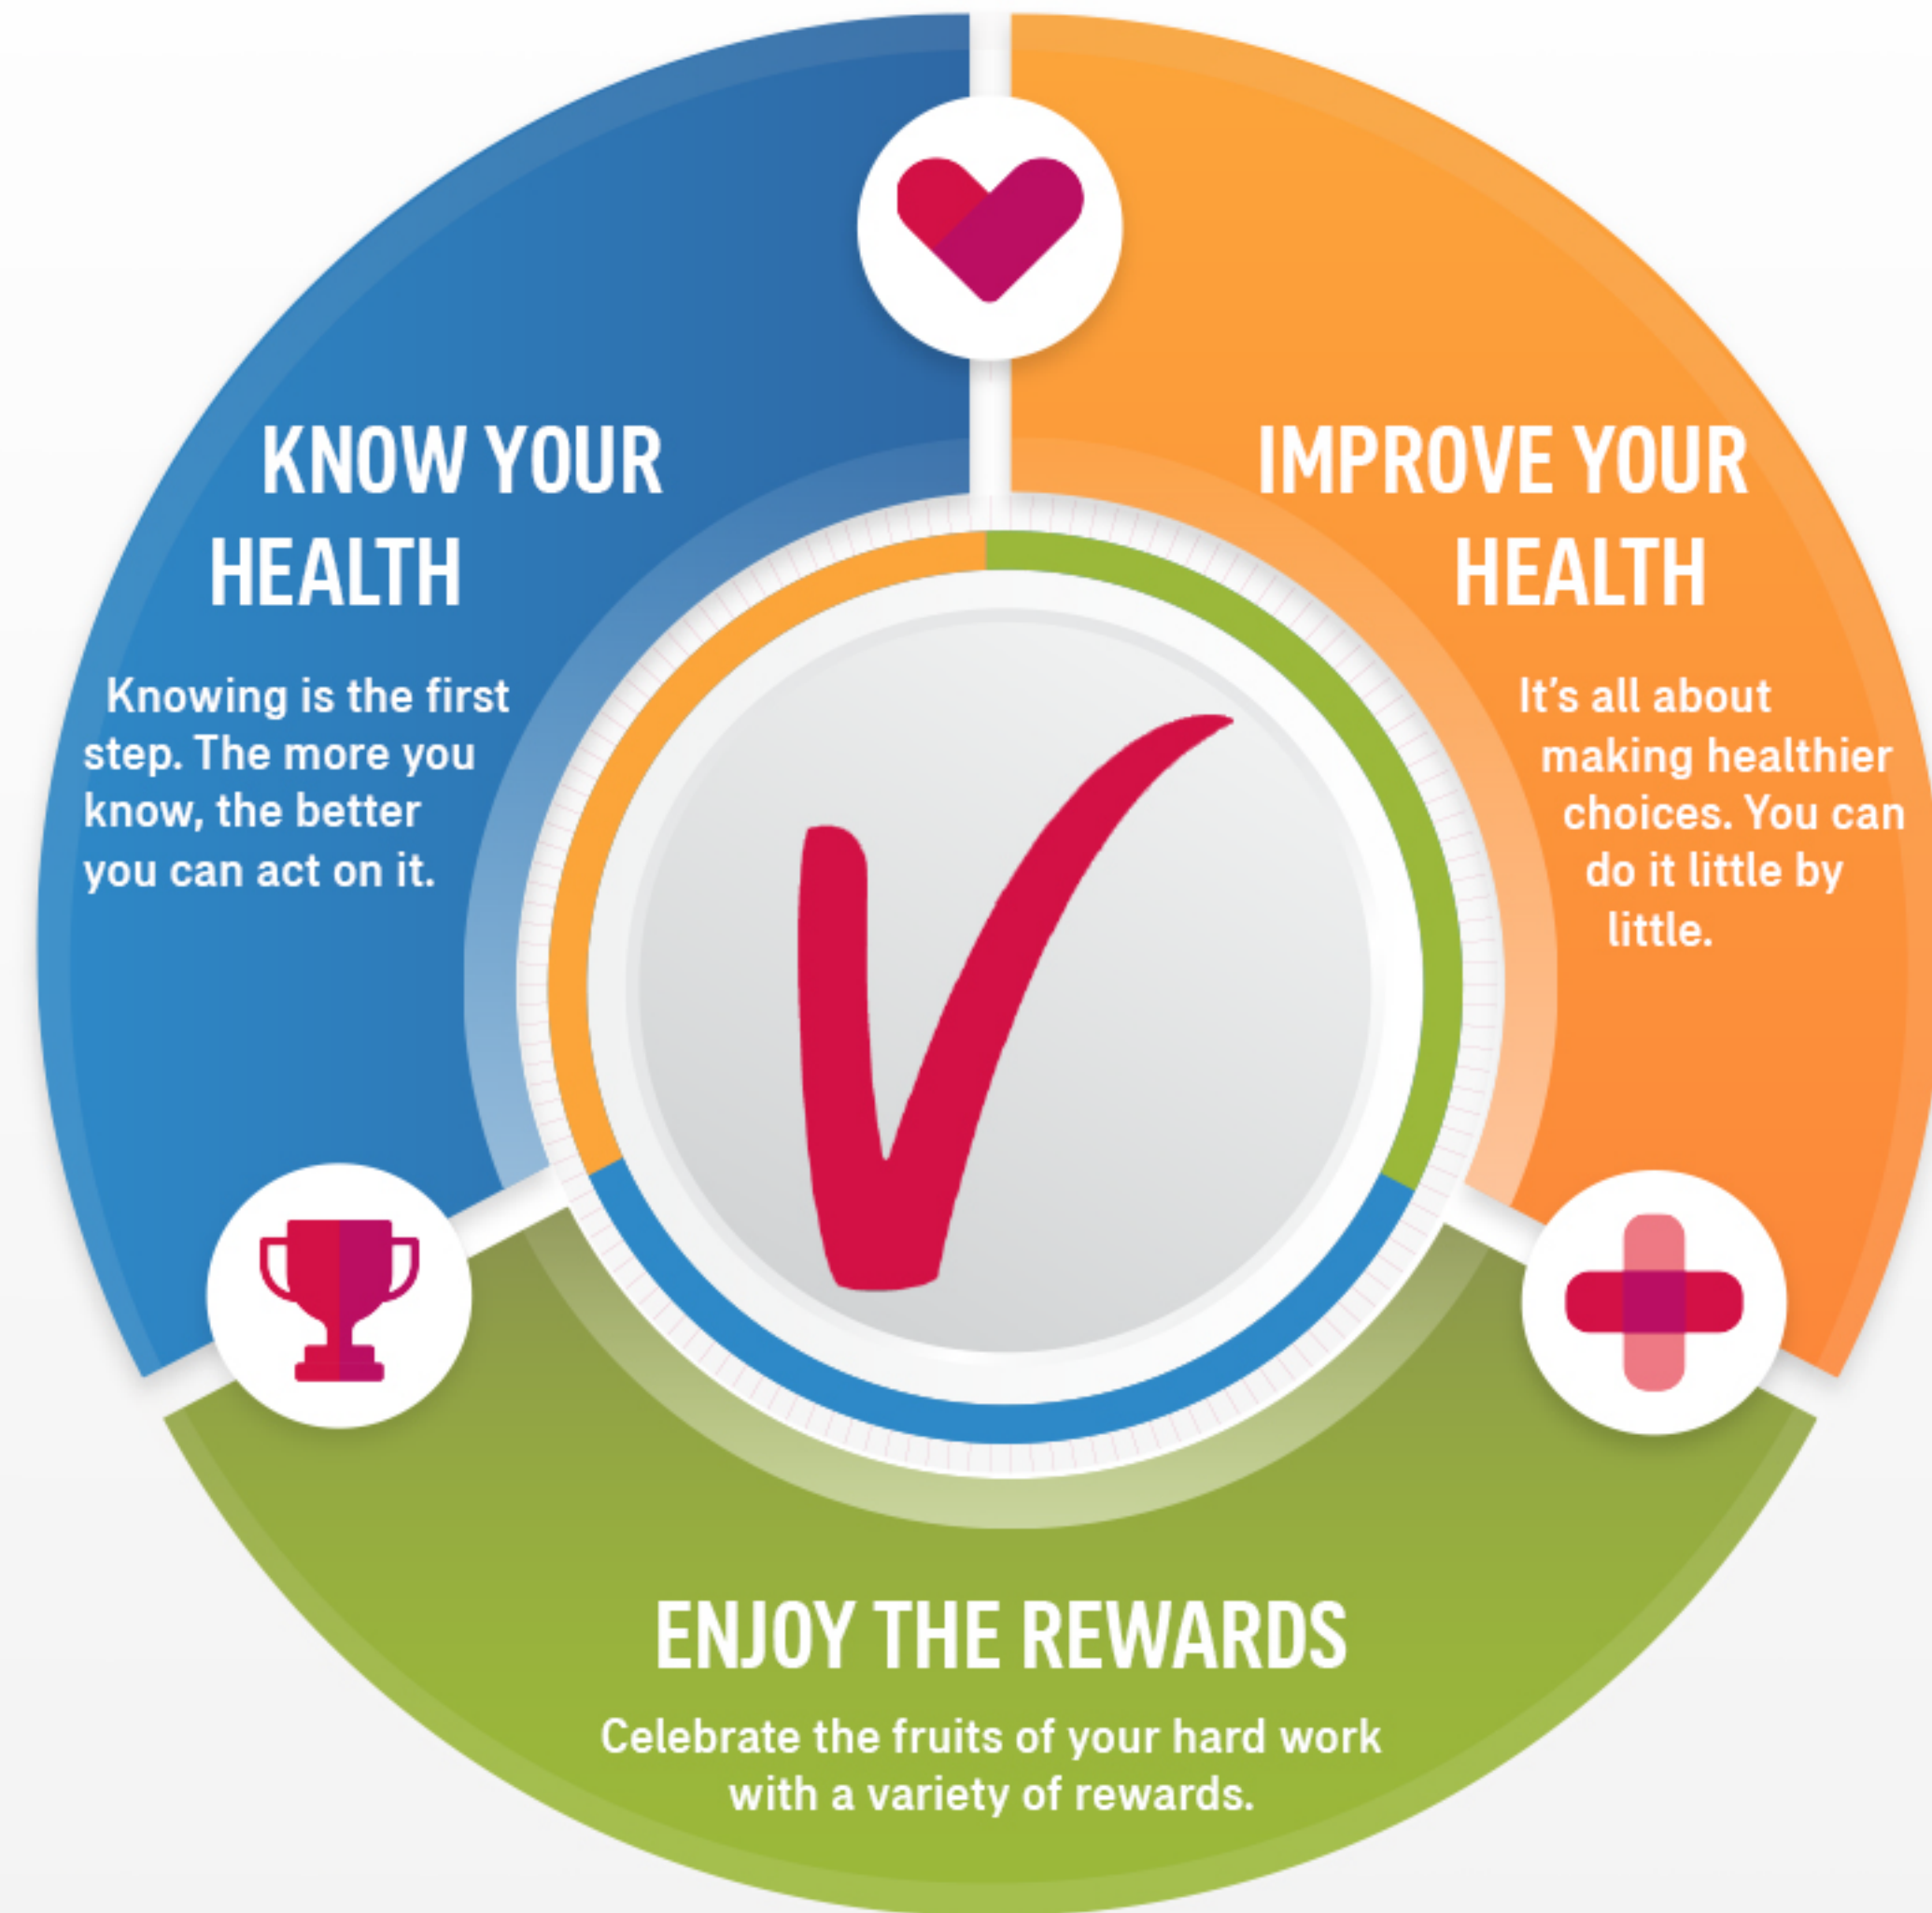 KNOW YOUR
HEALTH
Knowing is the first
step. The more you
know, the better
you can act on it.
IMPROVE YOUR
HEALTH
It's all about
making healthier
choices. You can
do it little by
little.
V
ENJOY THE REWARDS
Celebrate the fruits of your hard work
with a variety of rewards.